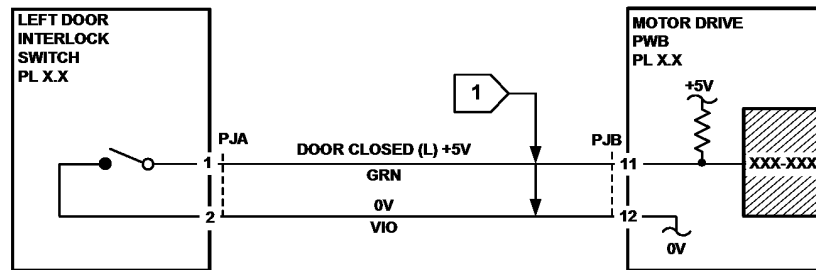 LEFT DOOR
INTERLOCK
SWITCH
PL X.X
MOTOR DRIVE
PWB
PL X.X
+5V
1
PJA
PJB
1
DOOR CLOSED (L) +5V
11
XXX-XXX
GRN
2
0V
12
VIO
0V